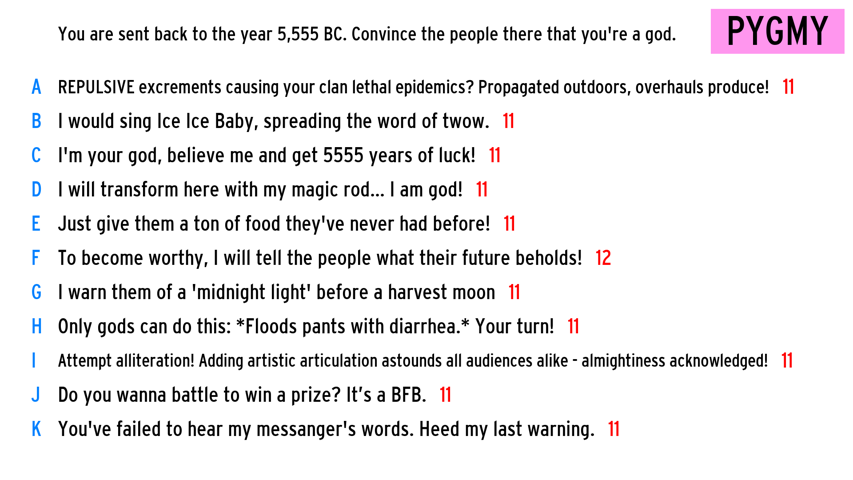 You are sent back to the year 5,555 BC. Convince the people there that you're a god. PYGMY
A REPULSIVE excrements causing your clan lethal epidemics? Propagated outdoors, overhauls produce! 11
B I would sing Ice Ice Baby, spreading the word of twow. 11
C I'm your god, believe me and get 5555 years of luck! 11
D I will transform here with my magic rod... I am god! 11
E Just give them a ton of food they've never had before! 11
F To become worthy, I will tell the people what their future beholds! 12
G I warn them of a 'midnight light' before a harvest moon 11
H Only gods can do this: *Floods pants with diarrhea.* Your turn! 11
I Attempt alliteration! Adding artistic articulation astounds all audiences alike - almightiness acknowledged! 11
J Do you wanna battle to win a prize? It’s a BFB. 11
K You've failed to hear my messanger's words. Heed my last warning. 11